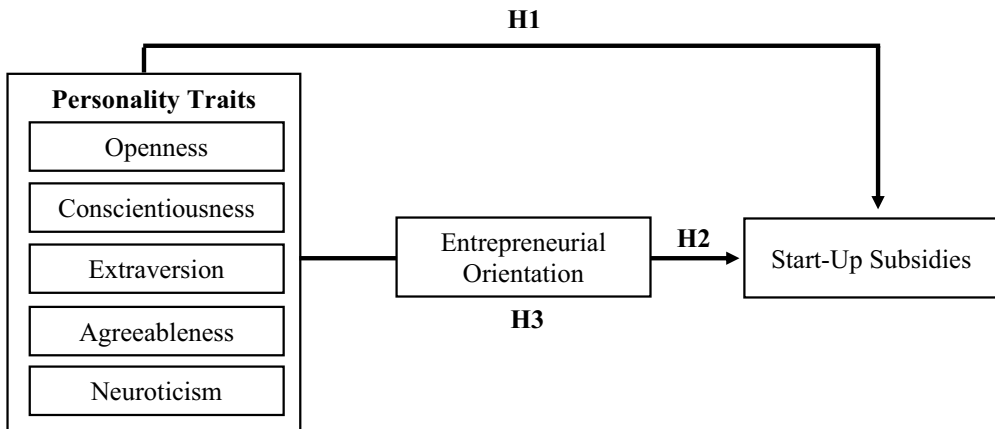 H1
Personality Traits
Openness
Conscientiousness
Extraversion
Agreeableness
Neuroticism
Entrepreneurial
Orientation
H3
H2
Start-Up Subsidies